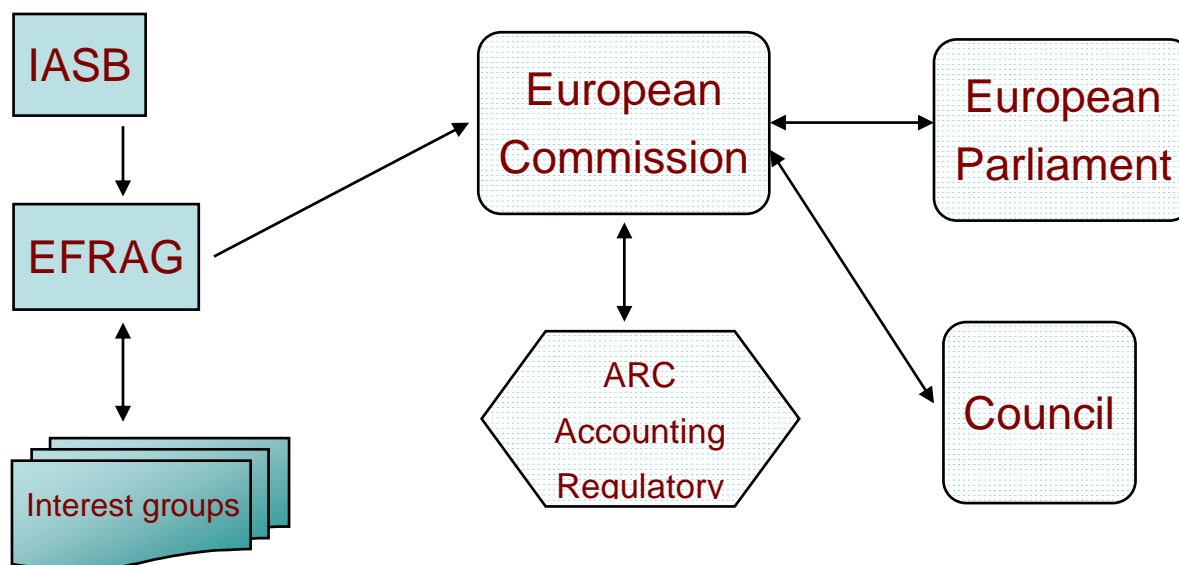 IASB
EFRAG
Interest groups
European
Commission
ARC
Accounting
Regulatory
European
Parliament
Council